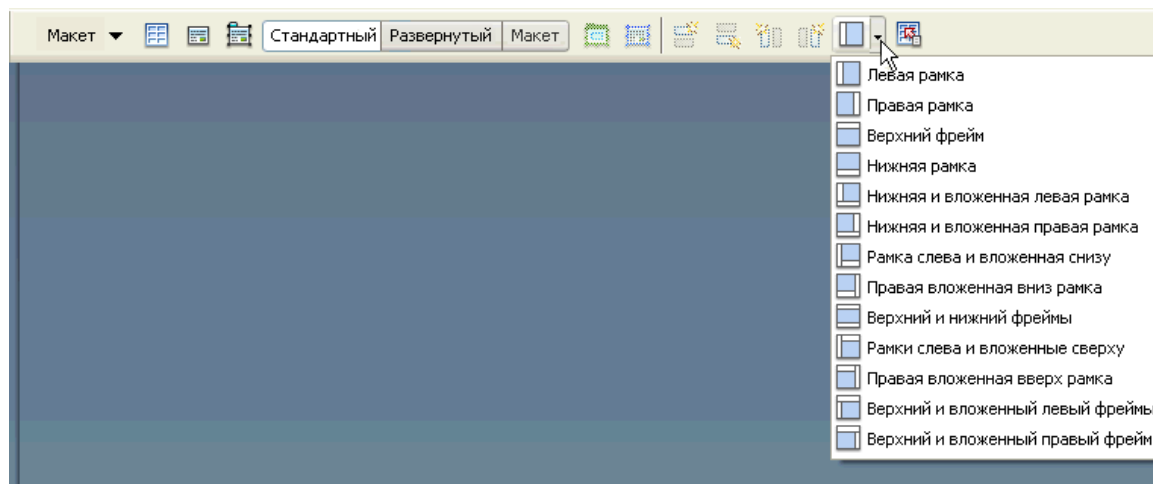 Макет Стандартный Развернутый Макет
Левая рамка
Правая рамка
Верхний фрейм
Нижняя рамка
Нижняя и вложенная левая рамка
Нижняя и вложенная правая рамка
Рамка слева и вложенная снизу
Правая вложенная вниз рамка
Верхний и нижний фреймы
Рамки слева и вложенные сверху
Правая вложенная вверх рамка
Верхний и вложенный левый фреймы
Верхний и вложенный правый фрейм